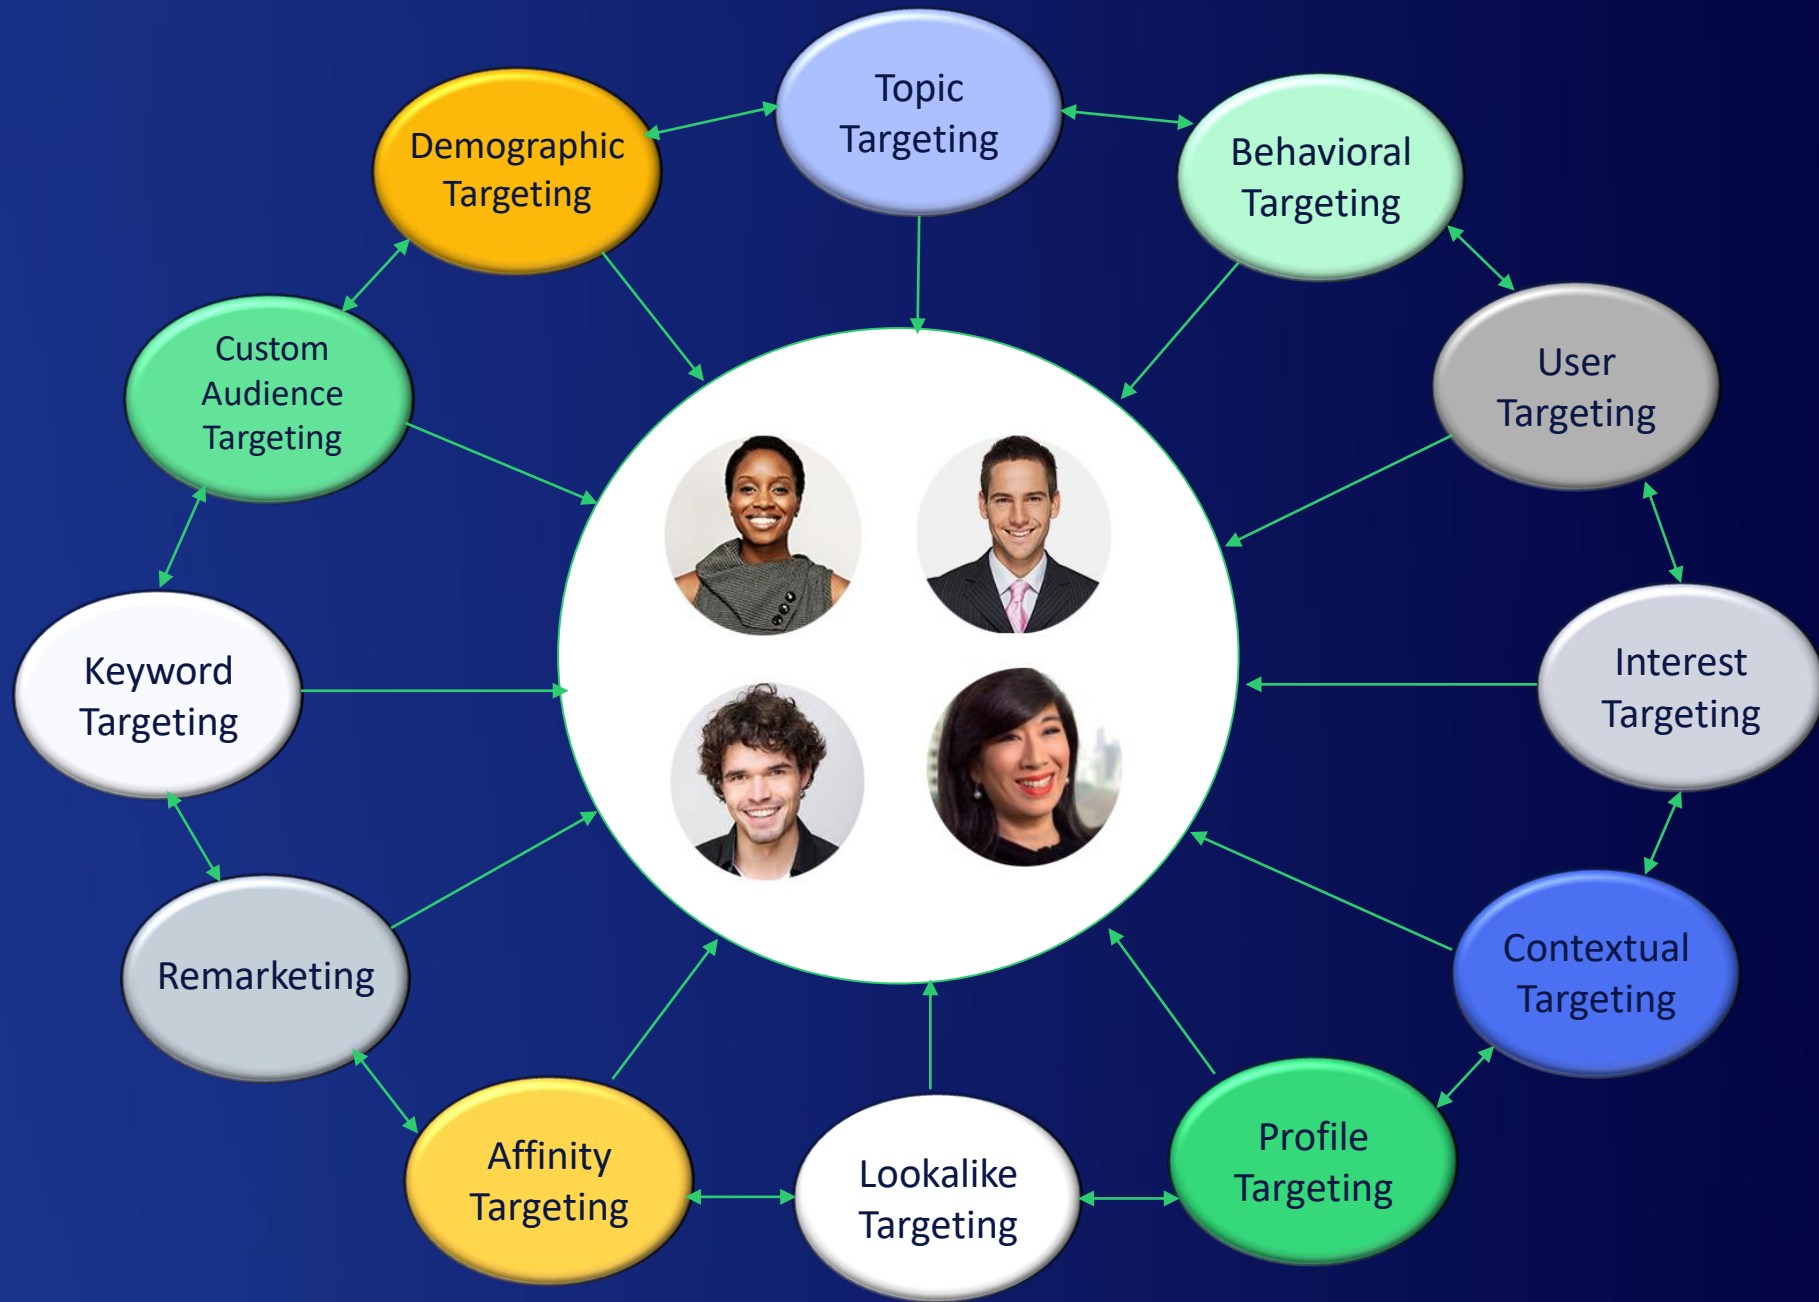 Topic
Targeting
Demographic
Targeting
Behavioral
Targeting
Custom
Audience
Targeting
User
Targeting
Keyword
Targeting
Interest
Targeting
Remarketing
Contextual
Targeting
Affinity
Targeting
Lookalike
Targeting
Profile
Targeting